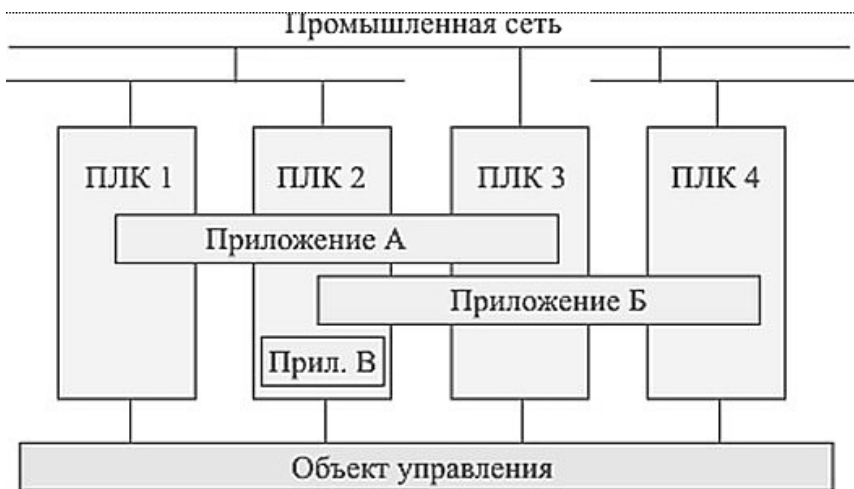 Промышленная сеть
ПЛК 1
ПЛК 2
ПЛК 3
ПЛК 4
Приложение А
Приложение Б
Прил. В
Объект управления